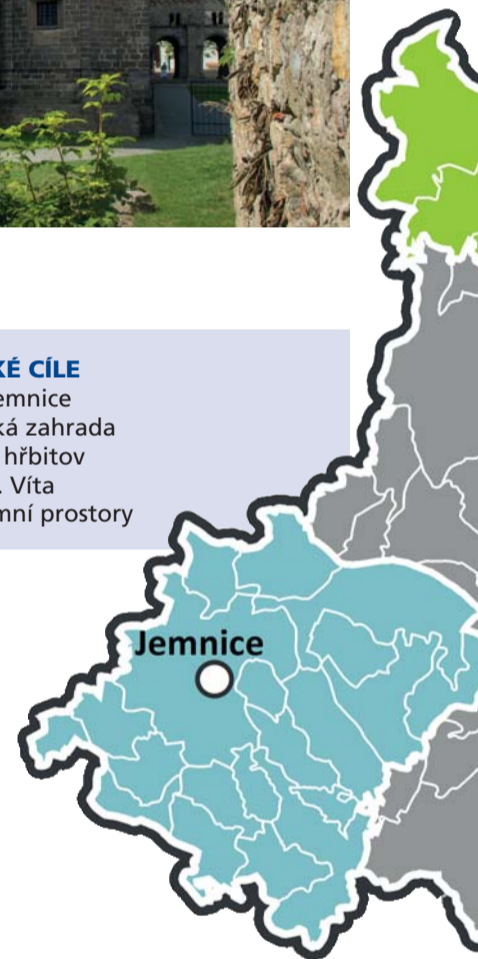 KÉ CÍLE
emnice
ká zahrada
hřbitov
. Víta
mní prostory
Jemnice